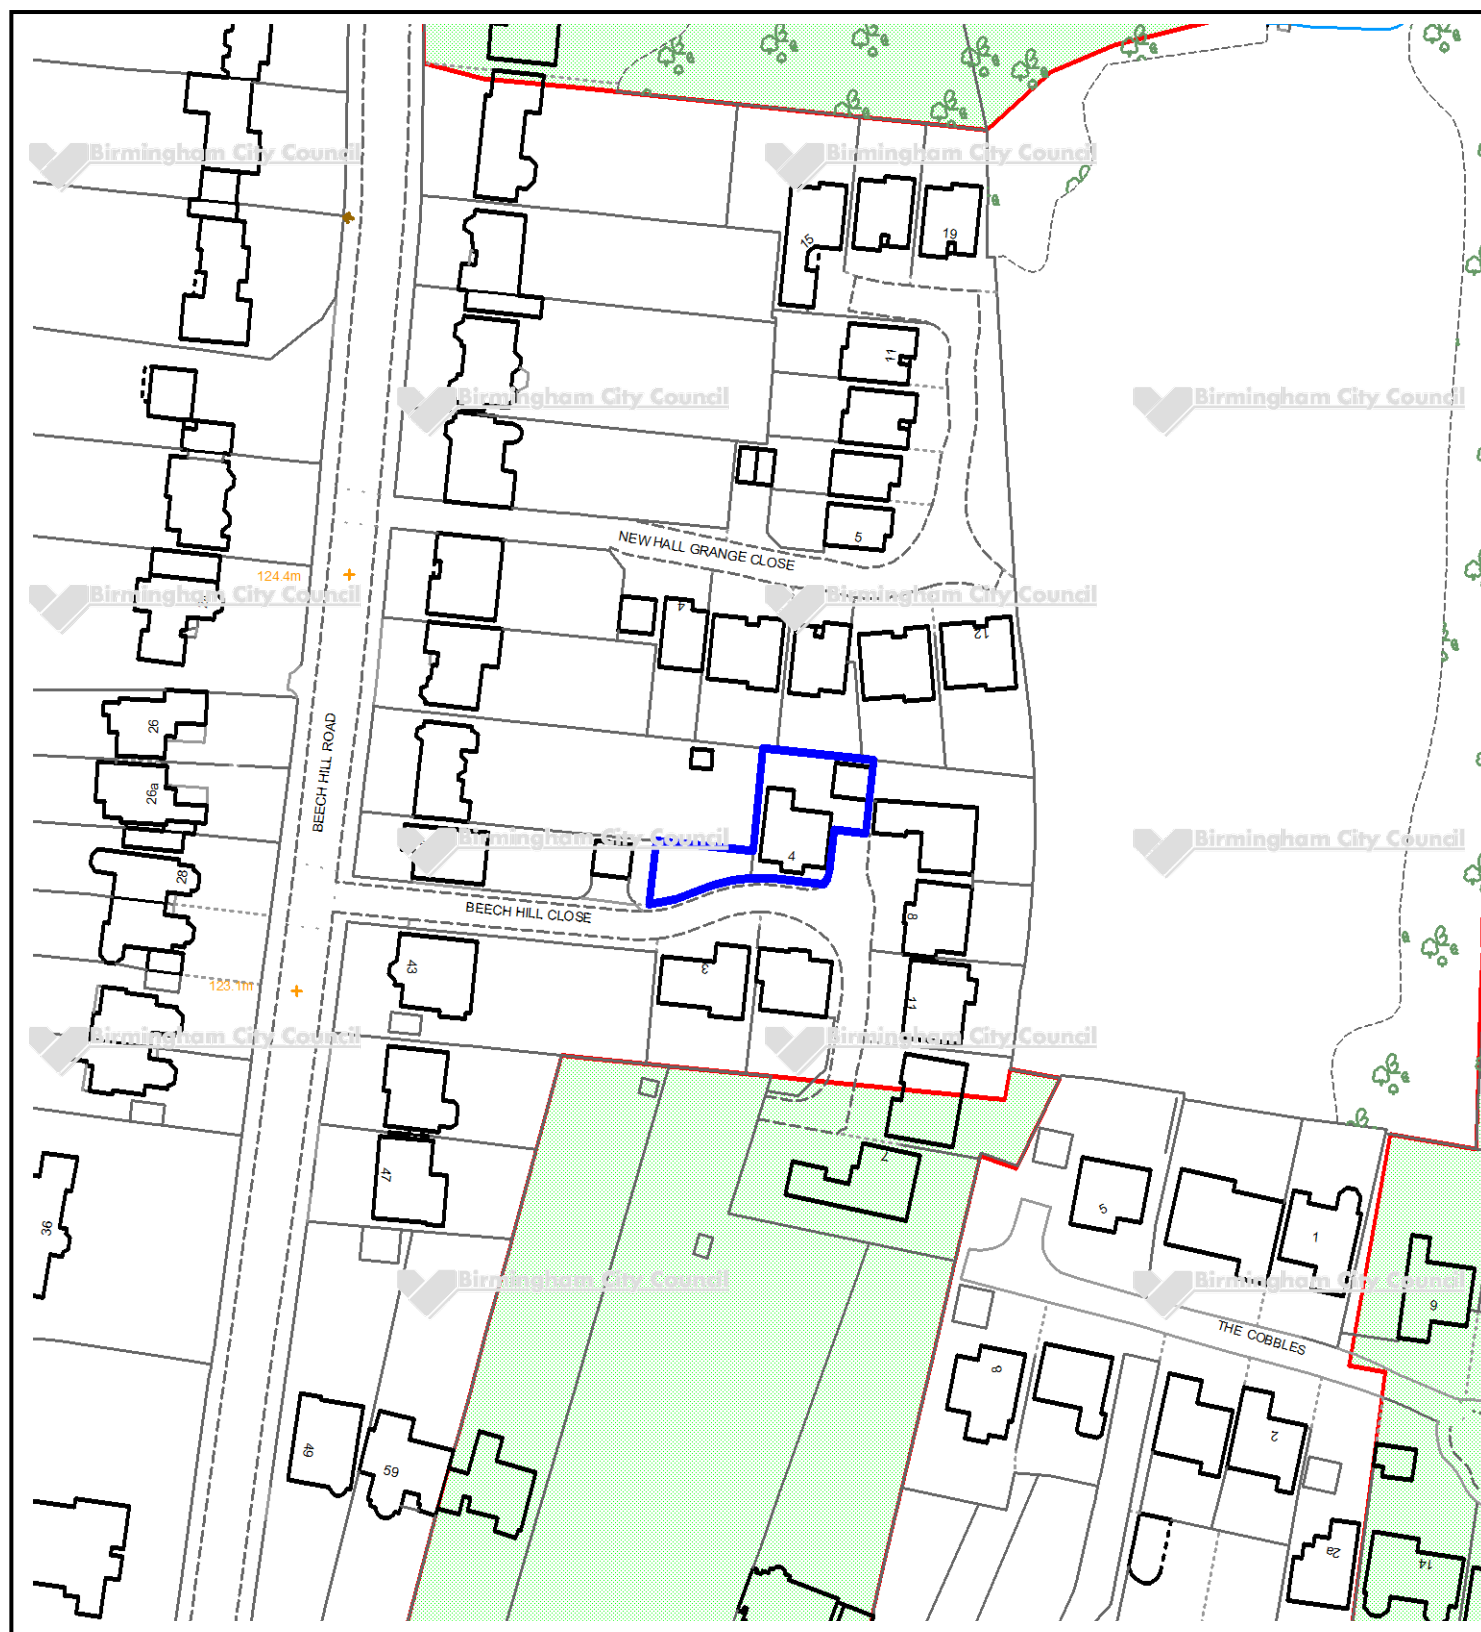 Birmingham City Council
Birmingham City Council
15
19
11
Birmingham City Council
Birmingham City Council
NEW HALL GRANGE CLOSE
5
124.4m
Birmingham City Council
Birmingham City Council
4
12
26
BEECH HILL ROAD
26a
Birmingham City Council
Birmingham City Council
4
28
BEECH HILL CLOSE
8
43
3
123.1m
11
Birmingham City Council
Birmingham City Council
7
47
5
36
1
Birmingham City Council
Birmingham City Council
9
THE COBBLES
8
49
59
2
2a
14